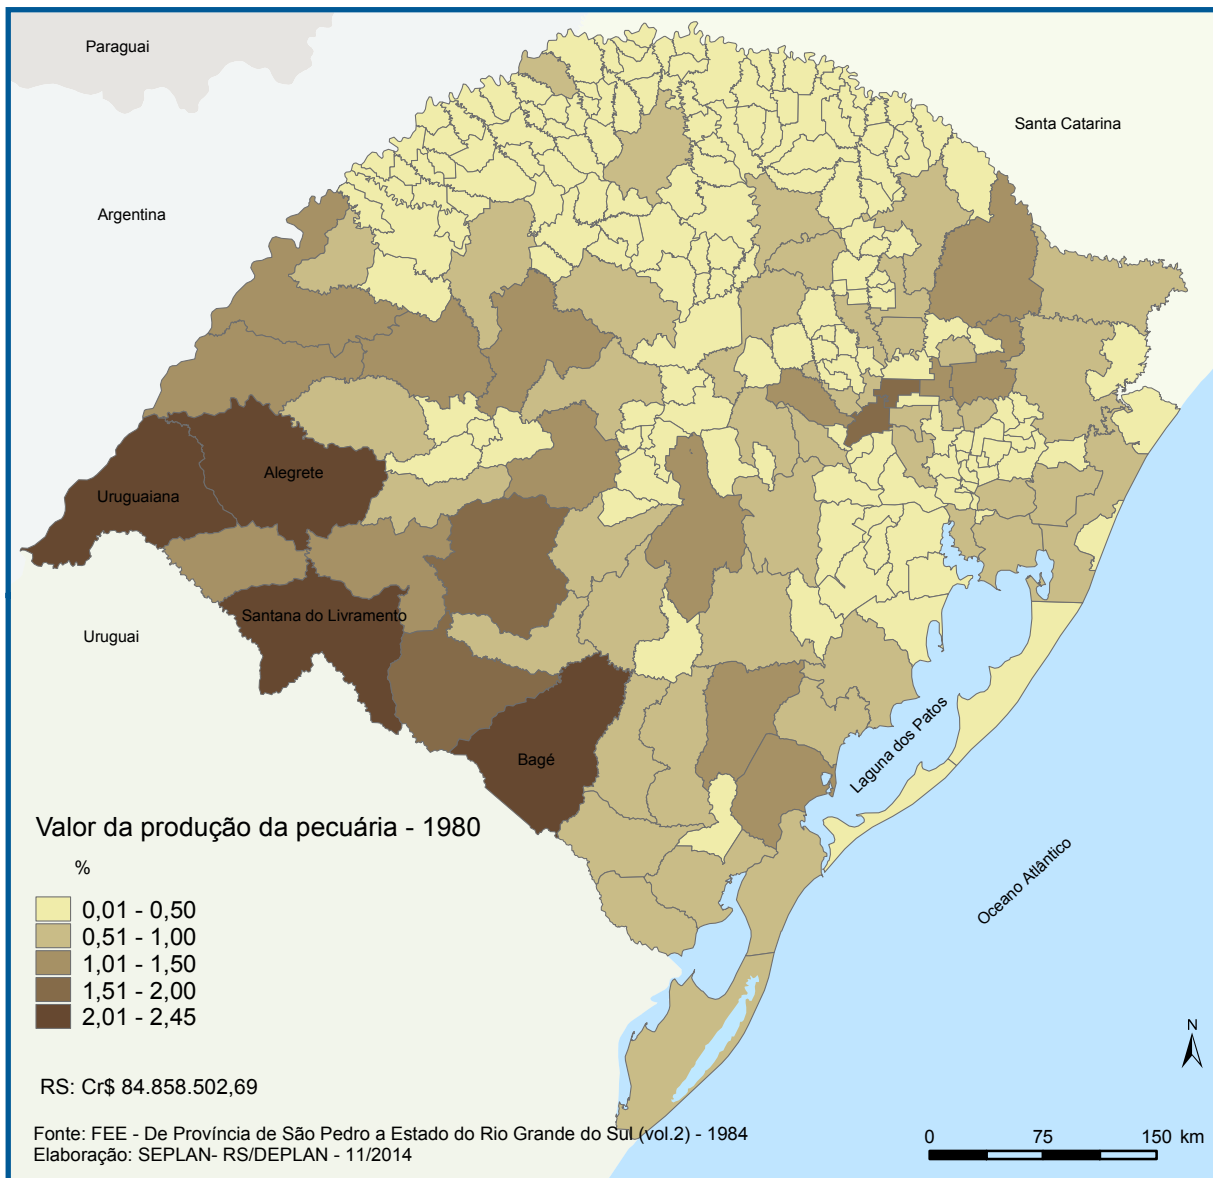 Paraguai
Santa Catarina
Argentina
Alegrete
Uruguaiana
Santana do Livramento
Uruguai
Bagé
Laguna dos Patos
Oceano Atlântico
Valor da produção da pecuária - 1980
%
0,01 - 0,50
0,51 - 1,00
1,01 - 1,50
1,51 - 2,00
2,01 - 2,45
RS: Cr$ 84.858.502,69
Fonte: FEE - De Província de São Pedro a Estado do Rio Grande do Sul (vol.2) - 1984
Elaboração: SEPLAN- RS/DEPLAN - 11/2014
N
0 75 150 km